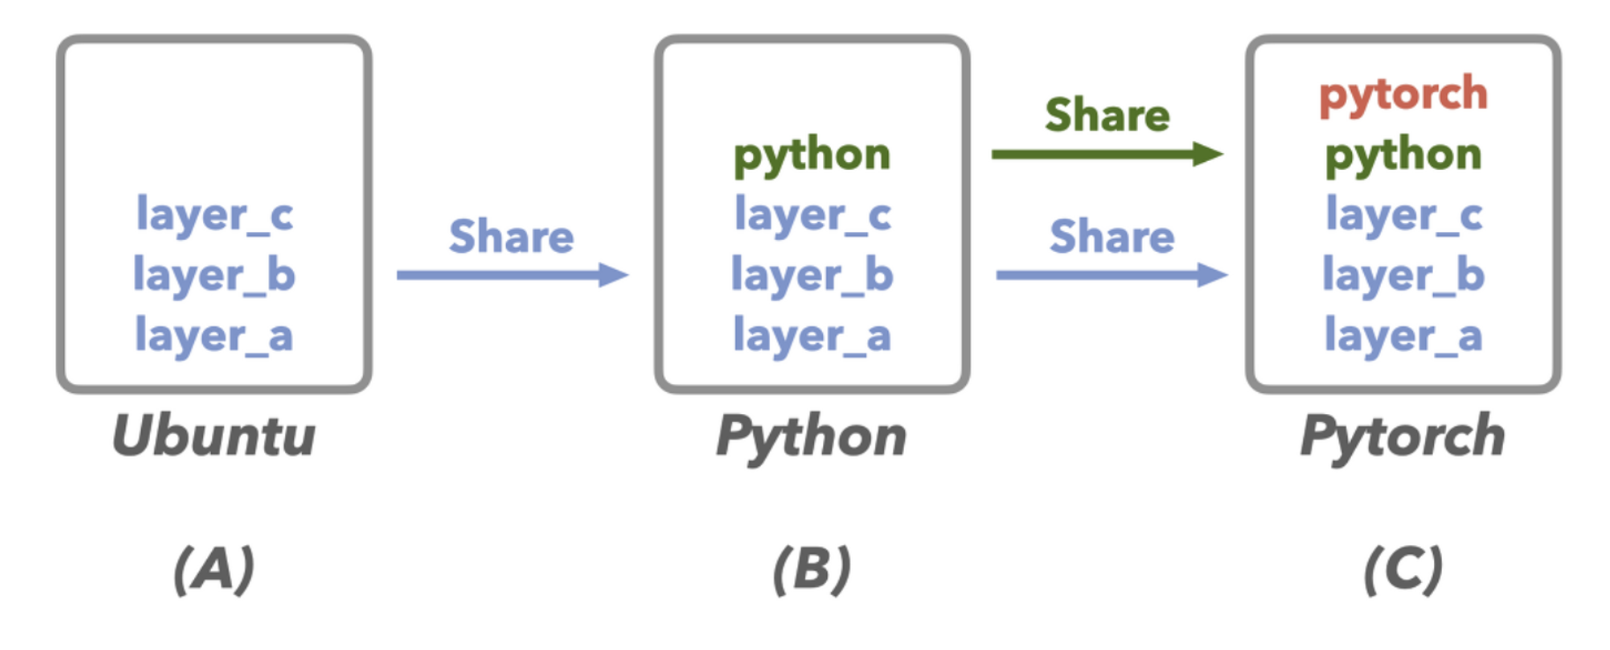 layer_c
layer_b
layer_a
Ubuntu
(A)
Share
python
layer_c
layer_b
layer_a
Python
(B)
Share
Share
pytorch
python
layer_c
layer_b
layer_a
Pytorch
(C)